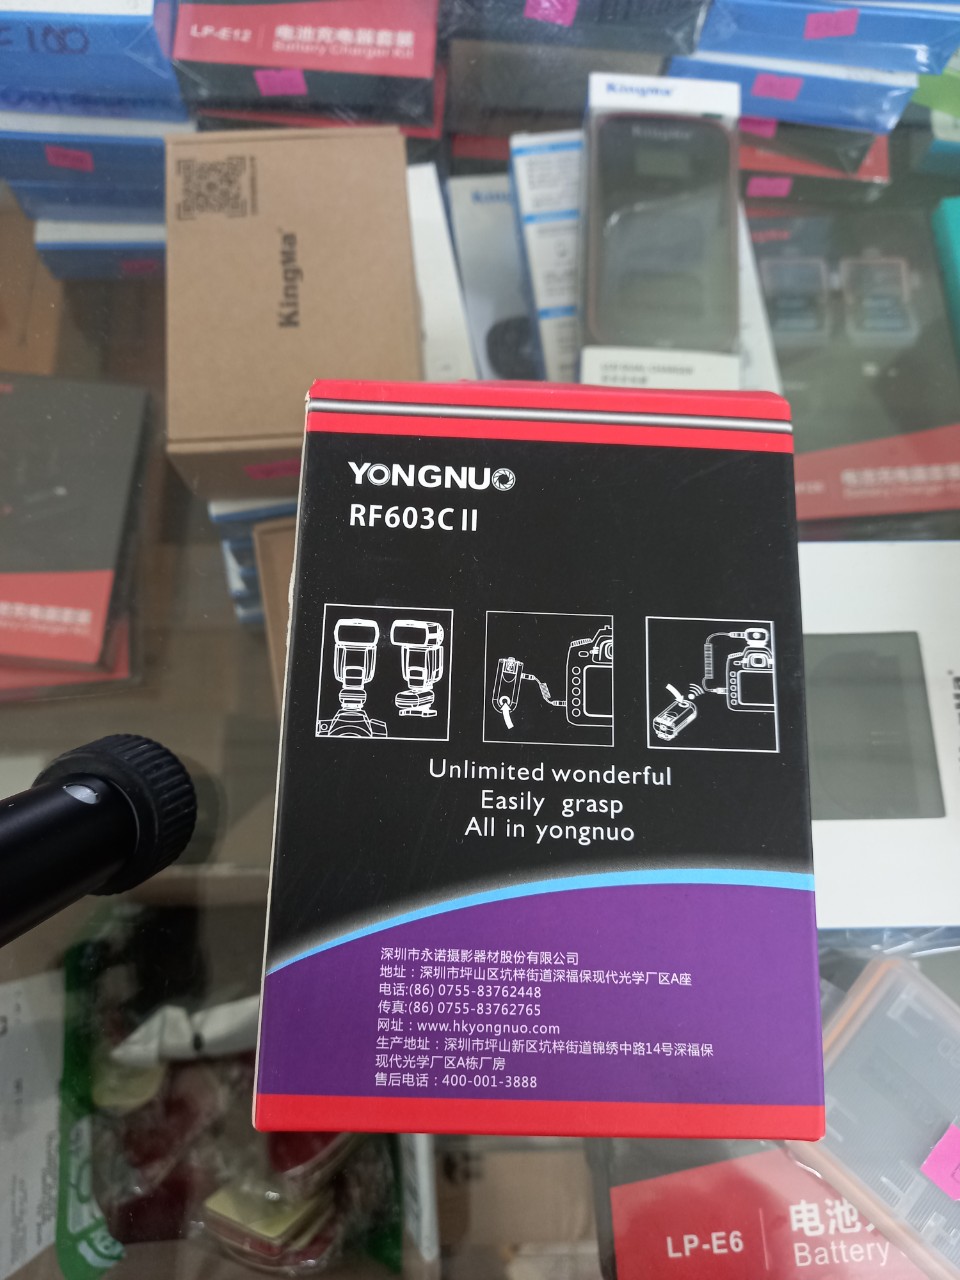 LP-E12
电池充电器套装
Battery Charger Kit
KingMa
KingMa
KingMa
YONGNUO
RF603C II
Unlimited wonderful
Easily grasp
All in yongnuo
深圳市永诺摄影器材股份有限公司
地址：深圳市坪山区坑梓街道深福保现代光学厂区A座
电话:(86) 0755-83762448
传真:(86) 0755-83762765
网址：www.hkyongnuo.com
生产地址：深圳市坪山新区坑梓街道锦绣中路14号深福保
现代光学厂区A栋厂房
售后电话：400-001-3888
LP-E6
电池
Battery